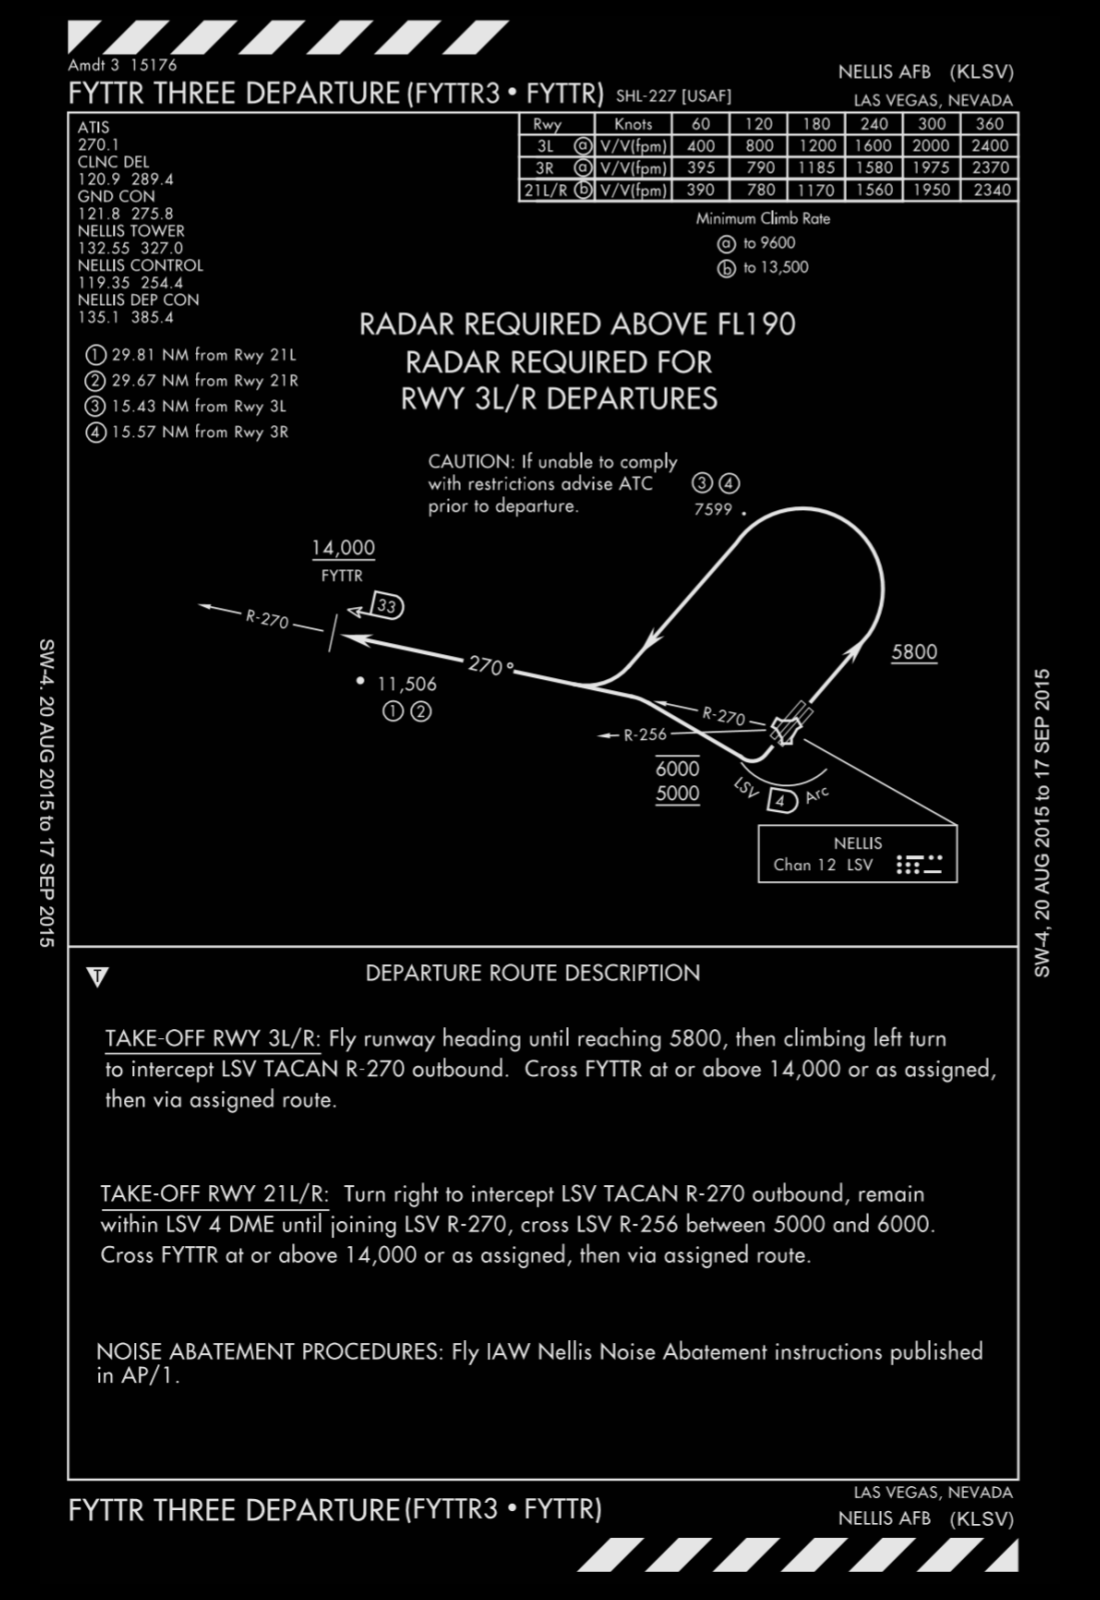 Amdt 3 15176
FYTTR THREE DEPARTURE (FYTTR3 • FYTTR) SHL-227 [USAF]
NELLIS AFB (KLSV)
LAS VEGAS, NEVADA
ATIS
270.1
CLNC DEL
120.9 289.4
GND CON
121.8 275.8
NELLIS TOWER
132.55 327.0
NELLIS CONTROL
119.35 254.4
NELLIS DEP CON
135.1 385.4
Rwy Knots 60 120 180 240 300 360
3L ⓐ V/V(fpm) 400 800 1200 1600 2000 2400
3R ⓐ V/V(fpm) 395 790 1185 1580 1975 2370
21L/R ⓑ V/V(fpm) 390 780 1170 1560 1950 2340
Minimum Climb Rate
ⓐ to 9600
ⓑ to 13,500
RADAR REQUIRED ABOVE FL190
RADAR REQUIRED FOR
RWY 3L/R DEPARTURES
① 29.81 NM from Rwy 21L
② 29.67 NM from Rwy 21R
③ 15.43 NM from Rwy 3L
④ 15.57 NM from Rwy 3R
CAUTION: If unable to comply
with restrictions advise ATC
prior to departure.
③ ④
7599 .
14,000
FYTTR
33
R-270
270°
11,506
① ②
5800
R-270
R-256
6000
5000
LSV 4 Arc
NELLIS
Chan 12 LSV
SW-4. 20 AUG 2015 to 17 SEP 2015
SW-4, 20 AUG 2015 to 17 SEP 2015
T
DEPARTURE ROUTE DESCRIPTION
TAKE-OFF RWY 3L/R: Fly runway heading until reaching 5800, then climbing left turn
to intercept LSV TACAN R-270 outbound. Cross FYTTR at or above 14,000 or as assigned,
then via assigned route.
TAKE-OFF RWY 21L/R: Turn right to intercept LSV TACAN R-270 outbound, remain
within LSV 4 DME until joining LSV R-270, cross LSV R-256 between 5000 and 6000.
Cross FYTTR at or above 14,000 or as assigned, then via assigned route.
NOISE ABATEMENT PROCEDURES: Fly IAW Nellis Noise Abatement instructions published
in AP/1.
FYTTR THREE DEPARTURE (FYTTR3 • FYTTR)
LAS VEGAS, NEVADA
NELLIS AFB (KLSV)